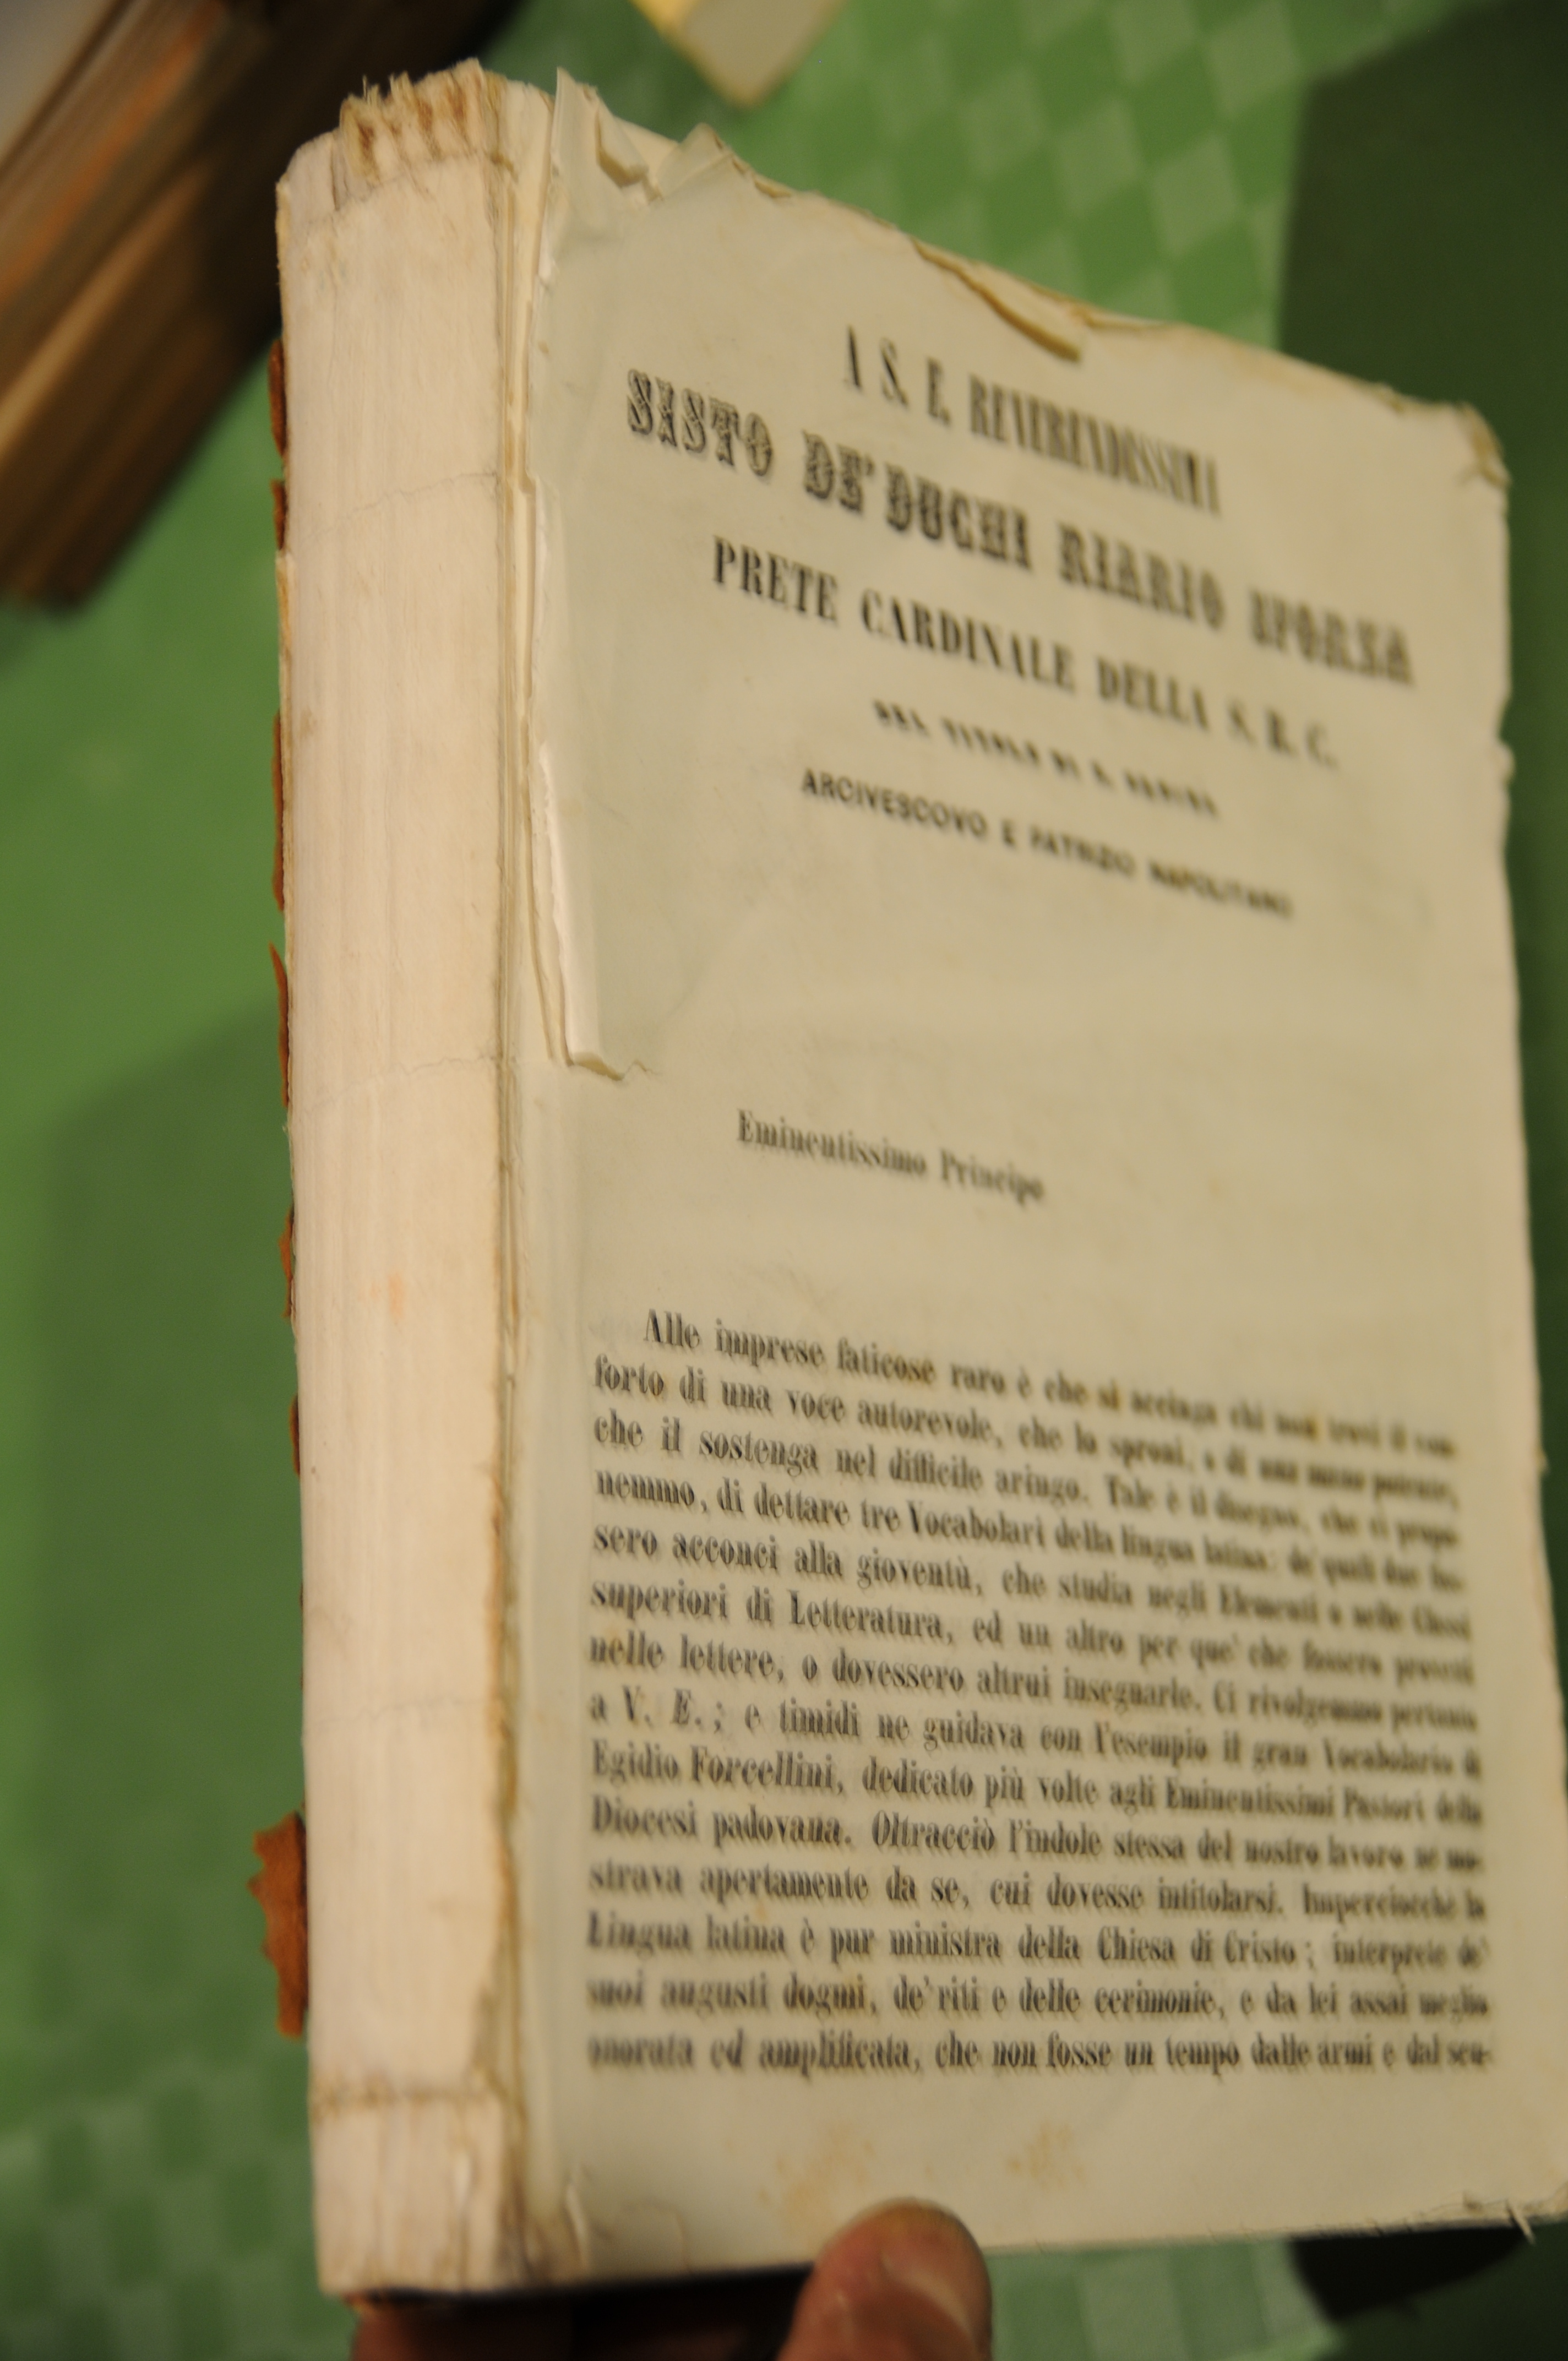 A S. E. REVERENDISSIMA
SISTO DE' DUCHI RIARIO SFORZA
PRETE CARDINALE DELLA S. R. C.
DEL TITOLO DI S.
ARCIVESCOVO E PATRIZIO NAPOLITANO
Eminentissimo Principe
Alle imprese faticose raro è che si accinga chi non trovi il con-
forto di una voce autorevole, che lo sproni, o di una mano potente,
che il sostenga nel difficile aringo. Tale è il disegno, che ci propo-
nemmo, di dettare tre Vocabolari della lingua latina: de' quali due fos-
sero acconci alla gioventù, che studia negli Elementi o nelle Classi
superiori di Letteratura, ed un altro per que' che fossero provetti
nelle lettere, o dovessero altrui insegnarle. Ci rivolgemmo pertanto
a V. E.; e timidi ne guidava con l'esempio il gran Vocabolario di
Egidio Forcellini, dedicato più volte agli Eminentissimi Pastori della
Diocesi padovana. Oltracciò l'indole stessa del nostro lavoro ne mo-
strava apertamente da se, cui dovesse intitolarsi. Imperciocchè la
Lingua latina è pur ministra della Chiesa di Cristo; interprete de'
suoi augusti dogmi, de' riti e delle cerimonie, e da lei assai meglio
onorata ed amplificata, che non fosse un tempo dalle armi e dal sen-